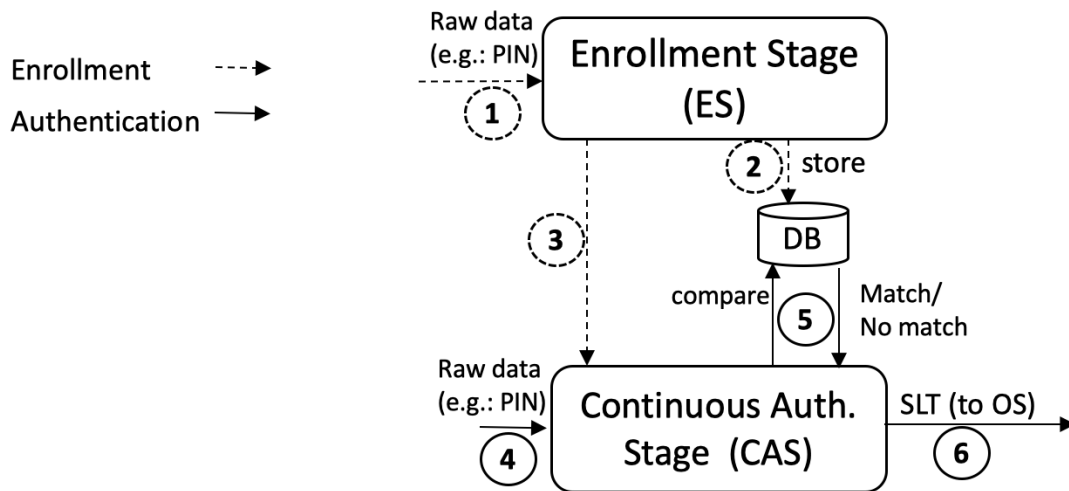 Enrollment
Authentication
Raw data
(e.g.: PIN)
1
Enrollment Stage
(ES)
2
store
3
DB
compare
5
Match/
No match
Raw data
(e.g.: PIN)
4
Continuous Auth.
Stage (CAS)
SLT (to OS)
6